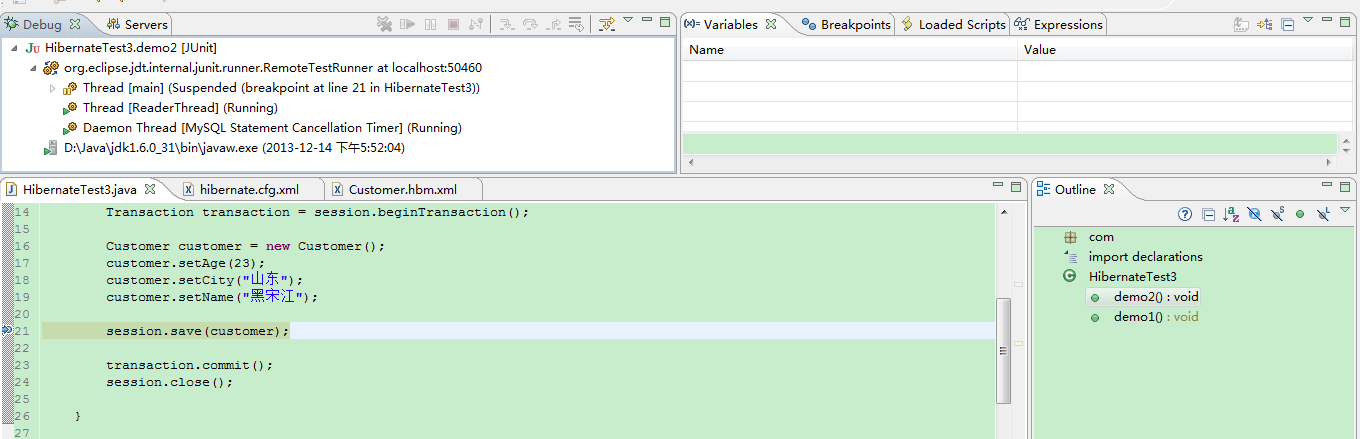 Debug Servers
HibernateTest3.demo2 [JUnit]
org.eclipse.jdt.internal.junit.runner.RemoteTestRunner at localhost:50460
Thread [main] (Suspended (breakpoint at line 21 in HibernateTest3))
Thread [ReaderThread] (Running)
Daemon Thread [MySQL Statement Cancellation Timer] (Running)
D:\Java\jdk1.6.0_31\bin\javaw.exe (2013-12-14 下午5:52:04)
(x)= Variables Breakpoints Loaded Scripts Expressions
Name Value
HibernateTest3.java hibernate.cfg.xml Customer.hbm.xml
14 Transaction transaction = session.beginTransaction();
15
16 Customer customer = new Customer();
17 customer.setAge(23);
18 customer.setCity("山东");
19 customer.setName("黑宋江");
20
21 session.save(customer);
22
23 transaction.commit();
24 session.close();
25
26 }
27
Outline
com
import declarations
HibernateTest3
demo2() : void
demo1() : void